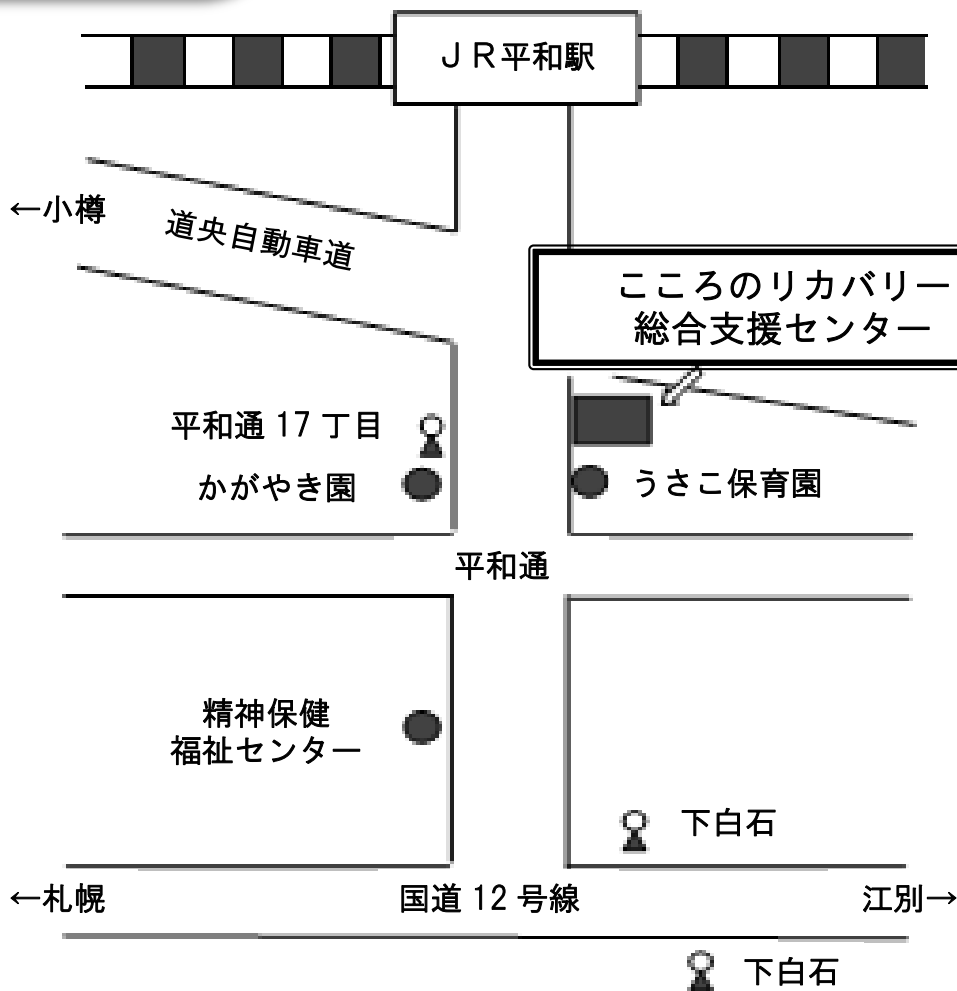 ＪＲ平和駅
←小樽
道央自動車道
こころのリカバリー
総合支援センター
平和通 17 丁目
かがやき園
うさこ保育園
平和通
精神保健
福祉センター
下白石
←札幌
国道 12 号線
江別→
下白石